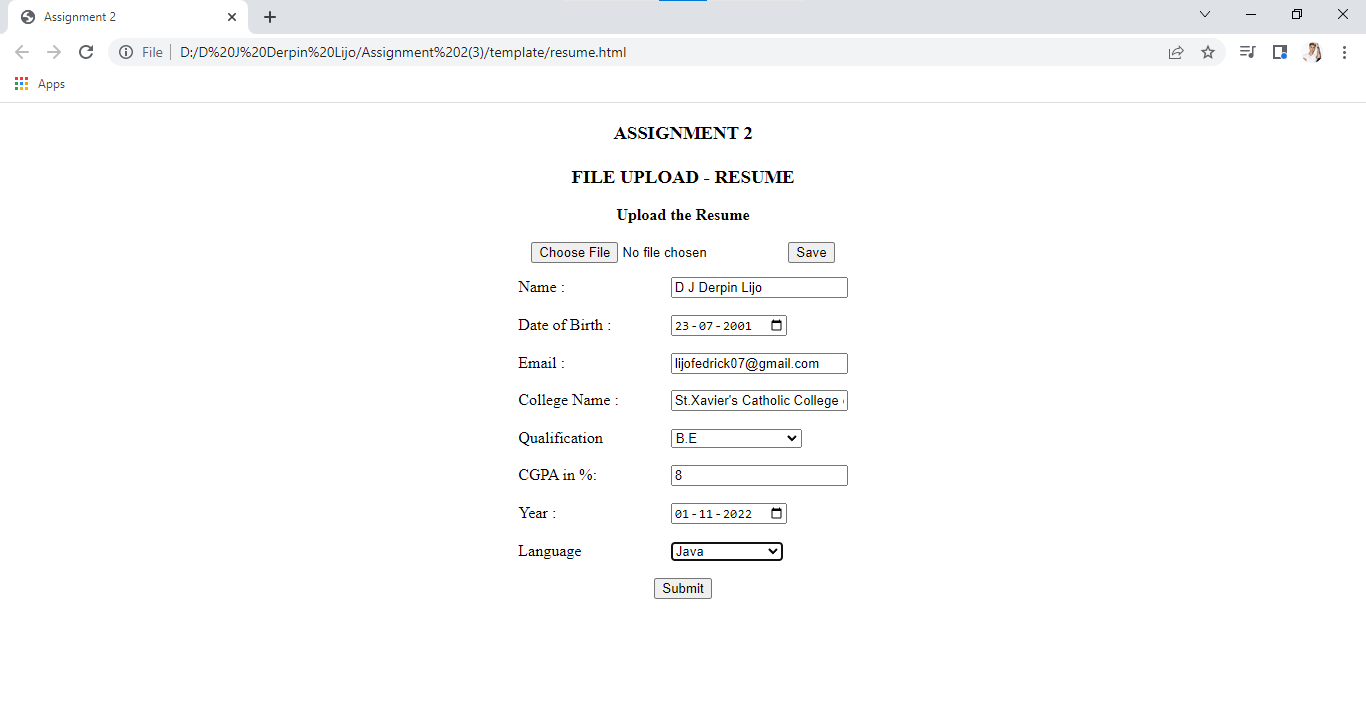 Assignment 2
File D:/D%20J%20Derpin%20Lijo/Assignment%202(3)/template/resume.html
Apps
ASSIGNMENT 2
FILE UPLOAD - RESUME
Upload the Resume
Choose File No file chosen Save
Name : D J Derpin Lijo
Date of Birth : 23-07-2001
Email : lijofedrick07@gmail.com
College Name : St.Xavier's Catholic College
Qualification B.E
CGPA in %: 8
Year : 01-11-2022
Language Java
Submit